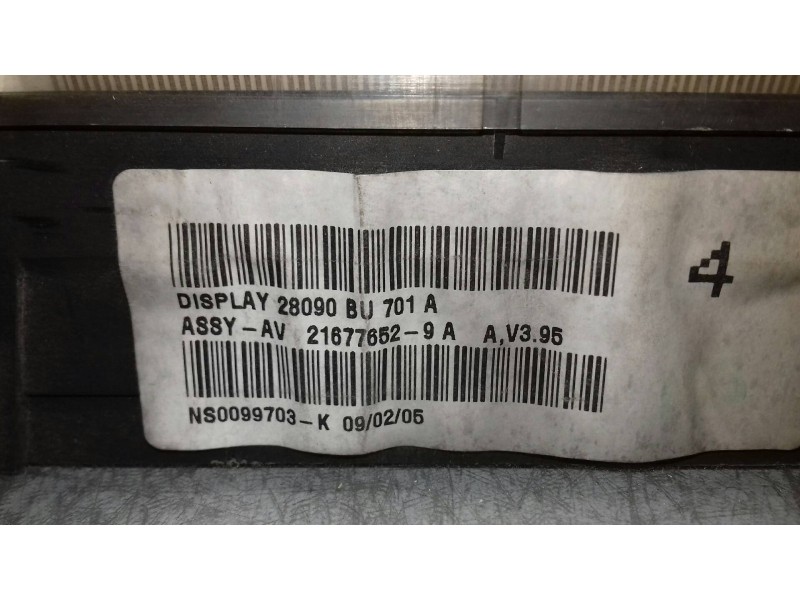 DISPLAY 28090 BU 701 A
ASSY-AV 21677652-9 A A,V3.95
NS0099703-K 09/02/05
4